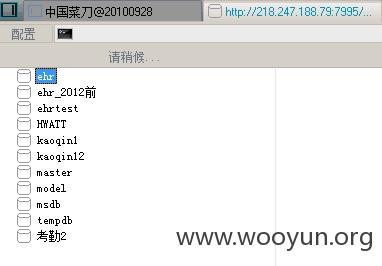 中国菜刀@20100928 http://218.247.188.79:7995/...
配置
请稍候...
ehr
ehr_2012前
ehrtest
HWATT
kaoqin1
kaoqin12
master
model
msdb
tempdb
考勤2
www.wooyun.org